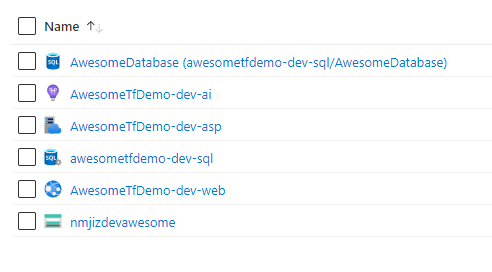 Name ↑↓
AwesomeDatabase (awesometfdemo-dev-sql/AwesomeDatabase)
AwesomeTfDemo-dev-ai
AwesomeTfDemo-dev-asp
awesometfdemo-dev-sql
AwesomeTfDemo-dev-web
nmjizdevawesome